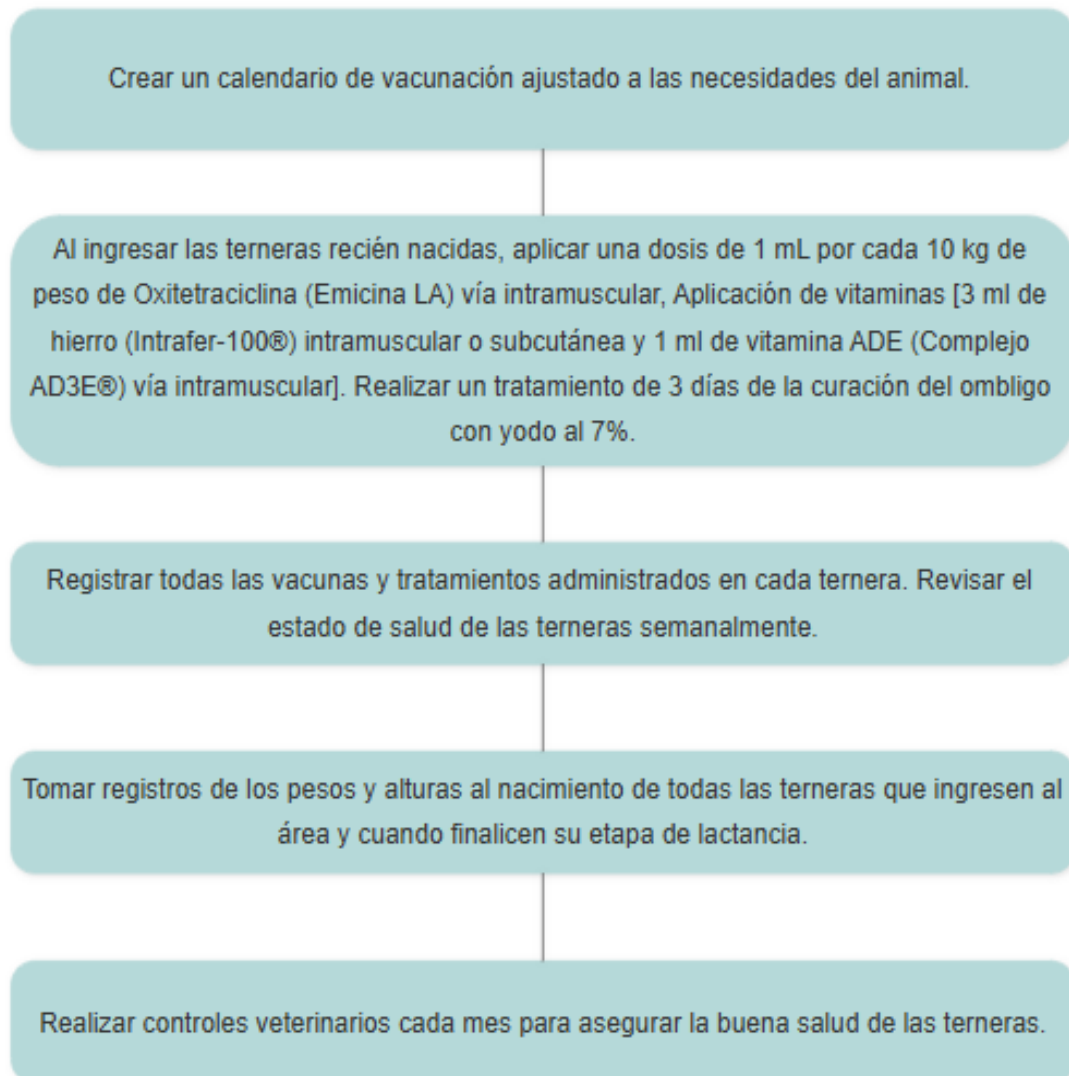 Crear un calendario de vacunación ajustado a las necesidades del animal.
Al ingresar las terneras recién nacidas, aplicar una dosis de 1 mL por cada 10 kg de
peso de Oxitetraciclina (Emicina LA) vía intramuscular, Aplicación de vitaminas [3 ml de
hierro (Intrafer-100®) intramuscular o subcutánea y 1 ml de vitamina ADE (Complejo
AD3E®) vía intramuscular]. Realizar un tratamiento de 3 días de la curación del ombligo
con yodo al 7%.
Registrar todas las vacunas y tratamientos administrados en cada ternera. Revisar el
estado de salud de las terneras semanalmente.
Tomar registros de los pesos y alturas al nacimiento de todas las terneras que ingresen al
área y cuando finalicen su etapa de lactancia.
Realizar controles veterinarios cada mes para asegurar la buena salud de las terneras.